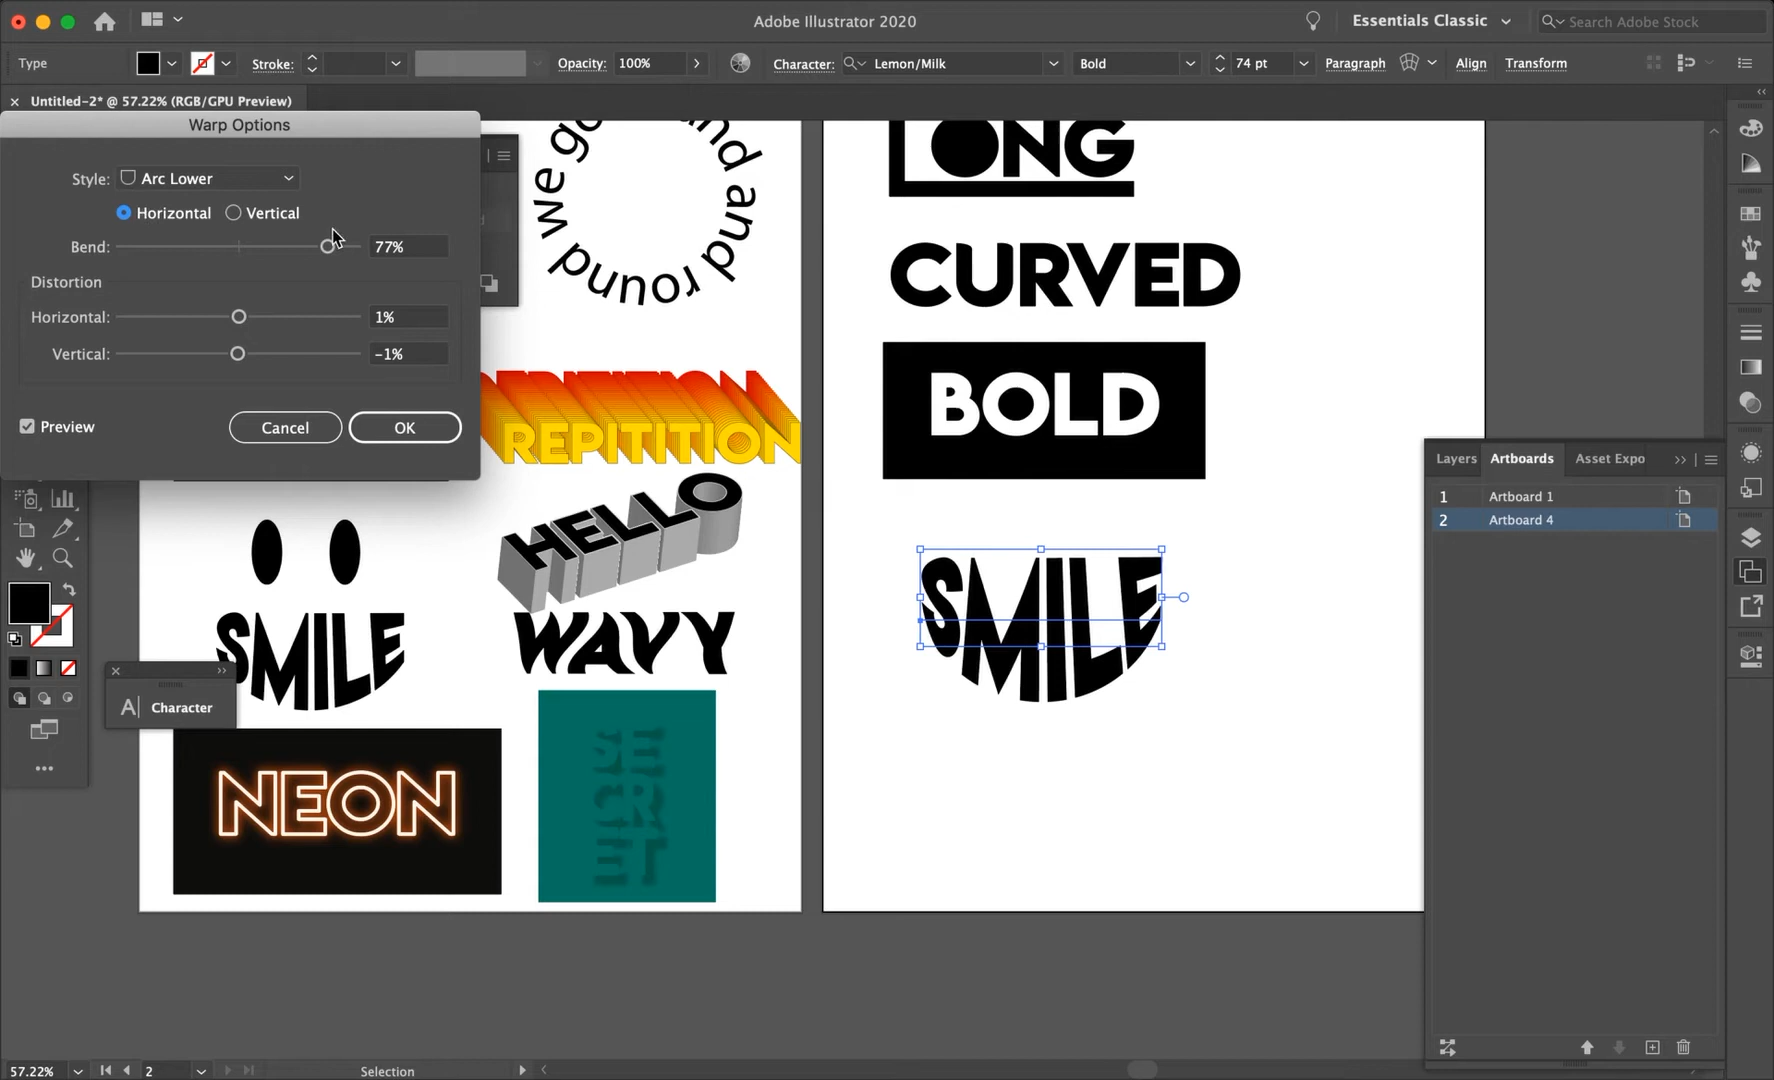 Adobe Illustrator 2020
Essentials Classic
Search Adobe Stock
Type
Stroke:
Opacity:
100%
Character:
Lemon/Milk
Bold
74 pt
Paragraph
Align
Transform
Untitled-2* @ 57.22% (RGB/GPU Preview)
Warp Options
Style:
Arc Lower
Horizontal
Vertical
Bend:
77%
Distortion
Horizontal:
1%
Vertical:
-1%
Preview
Cancel
OK
we go
nd and
round
REPITITION
HELLO
SMILE
WAVY
A| Character
NEON
LONG
CURVED
BOLD
SMILE
Layers
Artboards
Asset Expo
1
Artboard 1
2
Artboard 4
57.22%
2
Selection